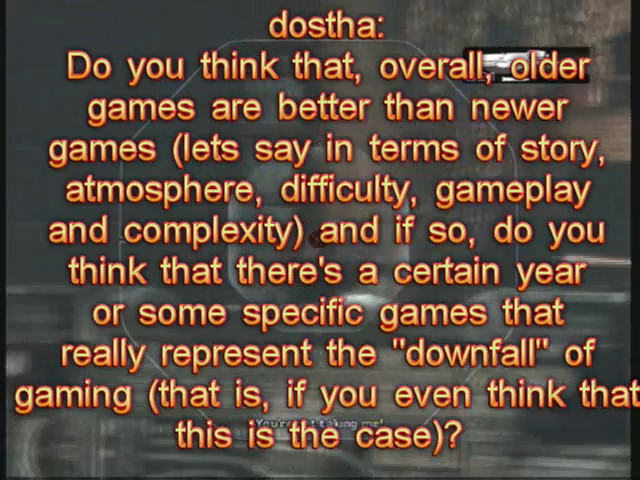 dostha:
Do you think that, overall, older
games are better than newer
games (lets say in terms of story,
atmosphere, difficulty, gameplay
and complexity) and if so, do you
think that there's a certain year
or some specific games that
really represent the "downfall" of
gaming (that is, if you even think that
this is the case)?